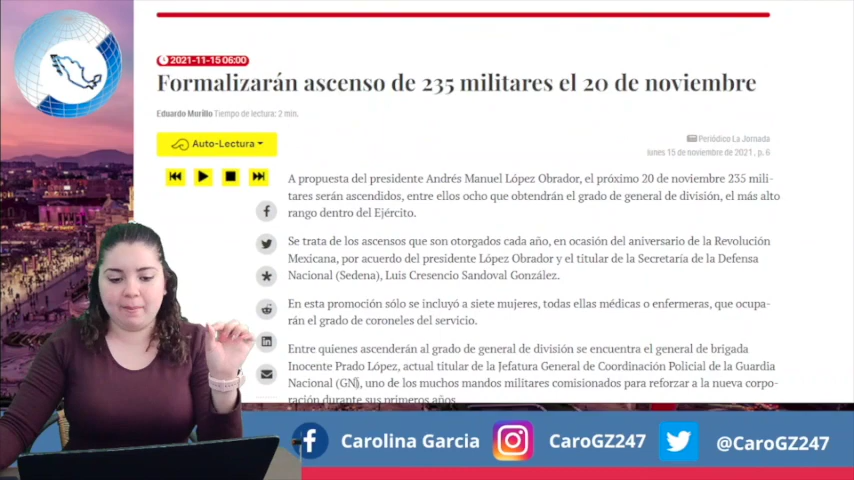 2021-11-15 06:00
Formalizarán ascenso de 235 militares el 20 de noviembre
Eduardo Murillo Tiempo de lectura: 2 min.
Auto-Lectura
Periódico La Jornada
lunes 15 de noviembre de 2021 , p. 6
A propuesta del presidente Andrés Manuel López Obrador, el próximo 20 de noviembre 235 mili-
tares serán ascendidos, entre ellos ocho que obtendrán el grado de general de división, el más alto
rango dentro del Ejército.
Se trata de los ascensos que son otorgados cada año, en ocasión del aniversario de la Revolución
Mexicana, por acuerdo del presidente López Obrador y el titular de la Secretaría de la Defensa
Nacional (Sedena), Luis Cresencio Sandoval González.
En esta promoción sólo se incluyó a siete mujeres, todas ellas médicas o enfermeras, que ocupa-
rán el grado de coroneles del servicio.
Entre quienes ascenderán al grado de general de división se encuentra el general de brigada
Inocente Prado López, actual titular de la Jefatura General de Coordinación Policial de la Guardia
Nacional (GN), uno de los muchos mandos militares comisionados para reforzar a la nueva corpo-
ración durante sus primeros años
Carolina Garcia
CaroGZ247
@CaroGZ247